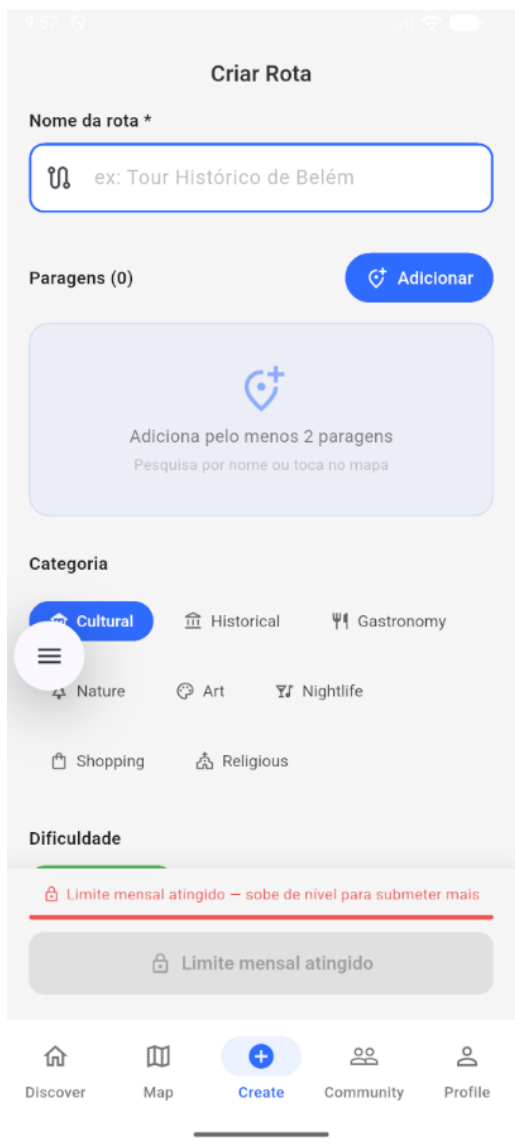 9:57
Criar Rota
Nome da rota *
ex: Tour Histórico de Belém
Paragens (0)
Adicionar
Adiciona pelo menos 2 paragens
Pesquisa por nome ou toca no mapa
Categoria
Cultural Historical Gastronomy
Nature Art Nightlife
Shopping Religious
Dificuldade
Limite mensal atingido — sobe de nível para submeter mais
Limite mensal atingido
Discover Map Create Community Profile